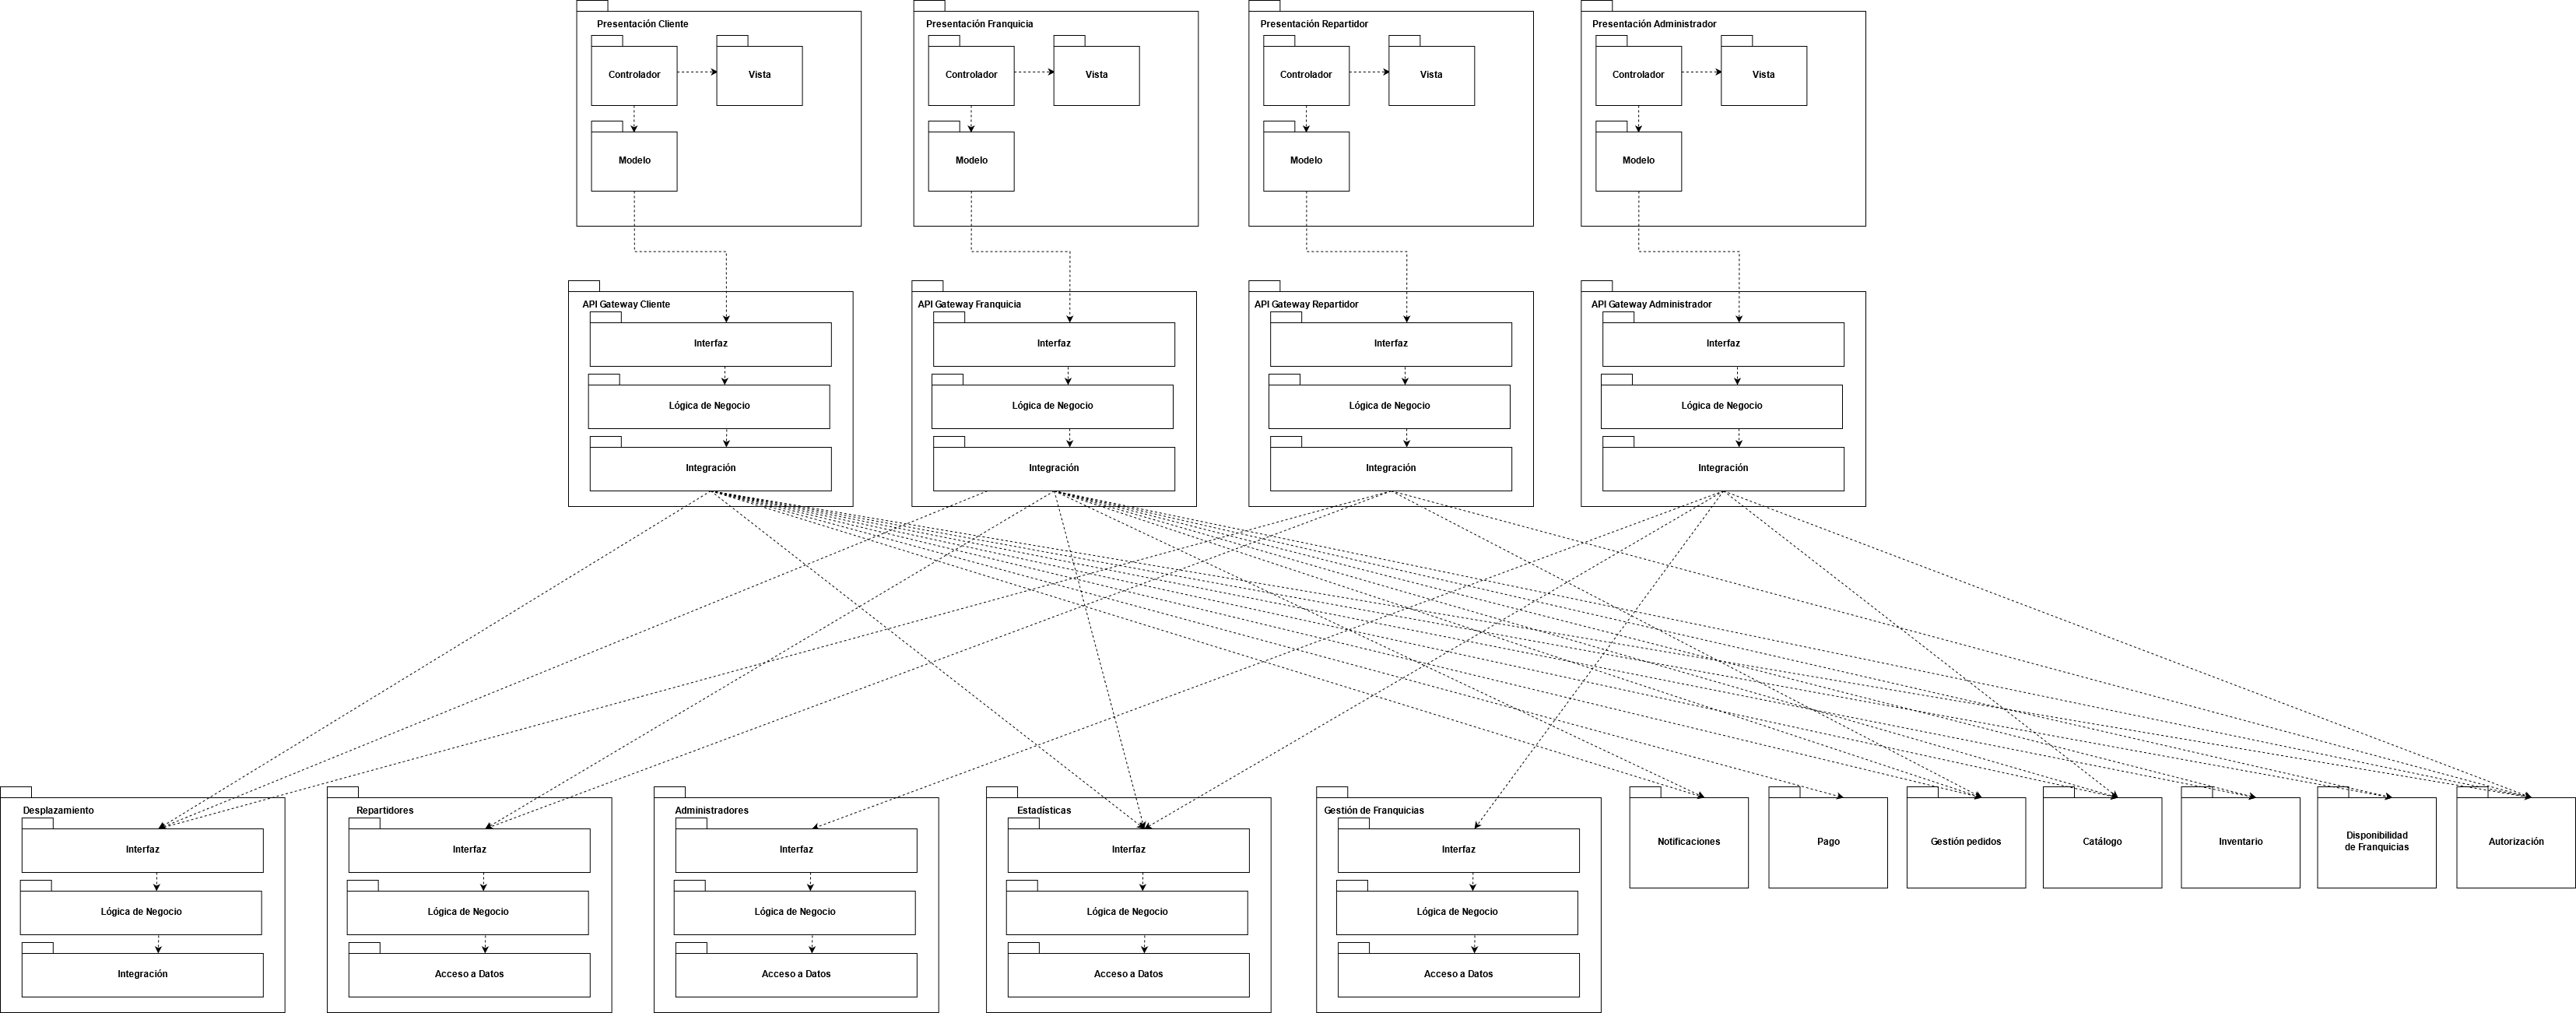 Presentación Cliente
Controlador
Vista
Modelo
Presentación Franquicia
Controlador
Vista
Modelo
Presentación Repartidor
Controlador
Vista
Modelo
Presentación Administrador
Controlador
Vista
Modelo
API Gateway Cliente
Interfaz
Lógica de Negocio
Integración
API Gateway Franquicia
Interfaz
Lógica de Negocio
Integración
API Gateway Repartidor
Interfaz
Lógica de Negocio
Integración
API Gateway Administrador
Interfaz
Lógica de Negocio
Integración
Desplazamiento
Interfaz
Lógica de Negocio
Integración
Repartidores
Interfaz
Lógica de Negocio
Acceso a Datos
Administradores
Interfaz
Lógica de Negocio
Acceso a Datos
Estadísticas
Interfaz
Lógica de Negocio
Acceso a Datos
Gestión de Franquicias
Interfaz
Lógica de Negocio
Acceso a Datos
Notificaciones
Pago
Gestión pedidos
Catálogo
Inventario
Disponibilidad
de Franquicias
Autorización